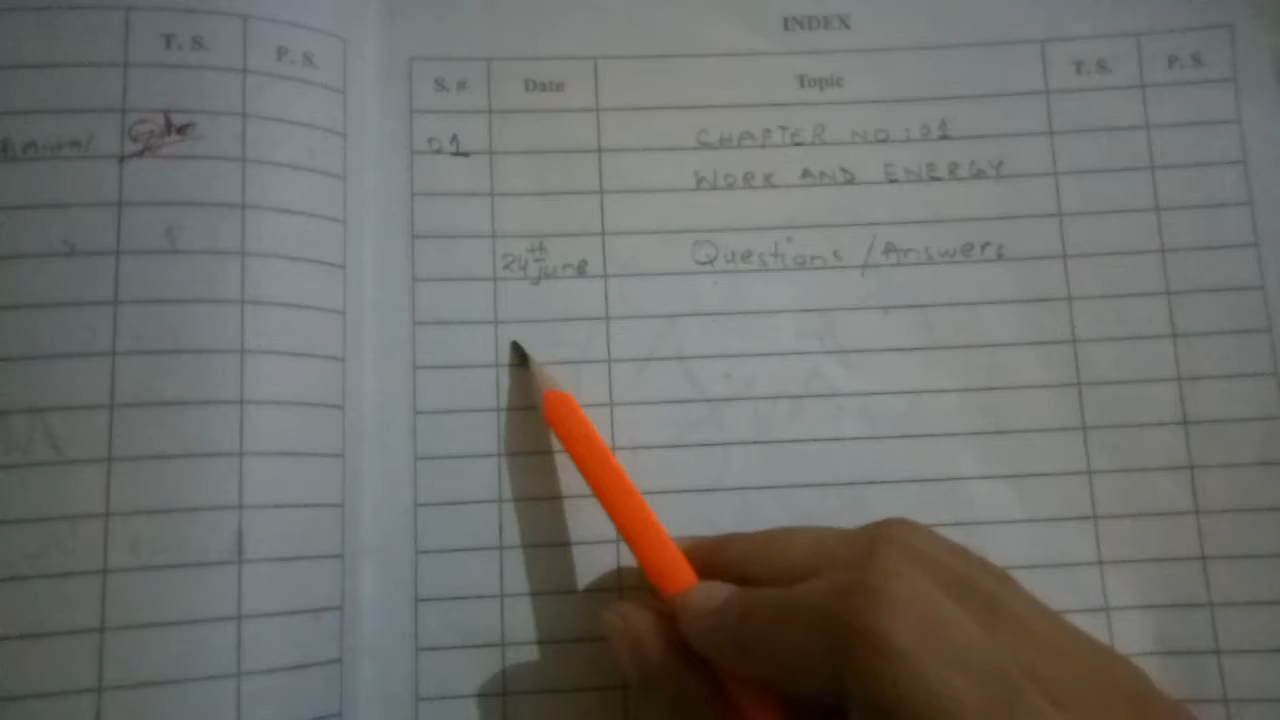 T. S. P. S.
INDEX
S. #. Date Topic T. S. P. S.
01 CHAPTER NO: 01
WORK AND ENERGY
24th June Questions / Answers